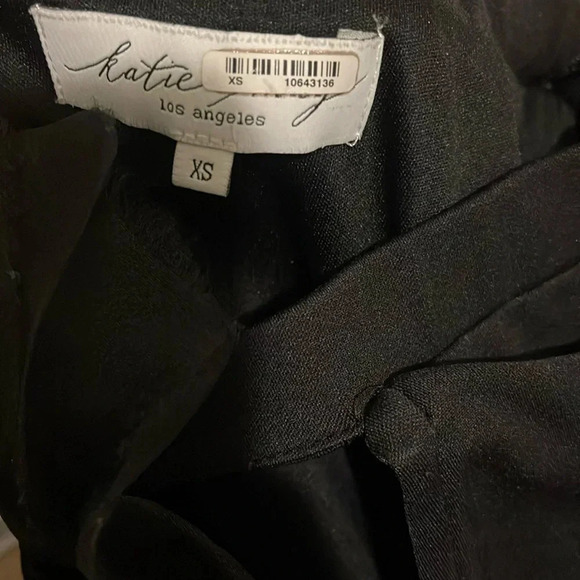 katie
XS 10643136
los angeles
XS